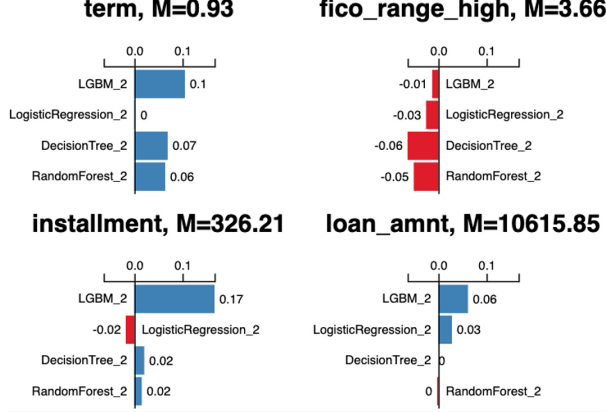 term, M=0.93
0.0 0.1
LGBM_2 0.1
LogisticRegression_2 0
DecisionTree_2 0.07
RandomForest_2 0.06
fico_range_high, M=3.66
0.0 0.1
-0.01 LGBM_2
-0.03 LogisticRegression_2
-0.06 DecisionTree_2
-0.05 RandomForest_2
installment, M=326.21
0.0 0.1
LGBM_2 0.17
-0.02 LogisticRegression_2
DecisionTree_2 0.02
RandomForest_2 0.02
loan_amnt, M=10615.85
0.0 0.1
LGBM_2 0.06
LogisticRegression_2 0.03
DecisionTree_2 0
0 RandomForest_2